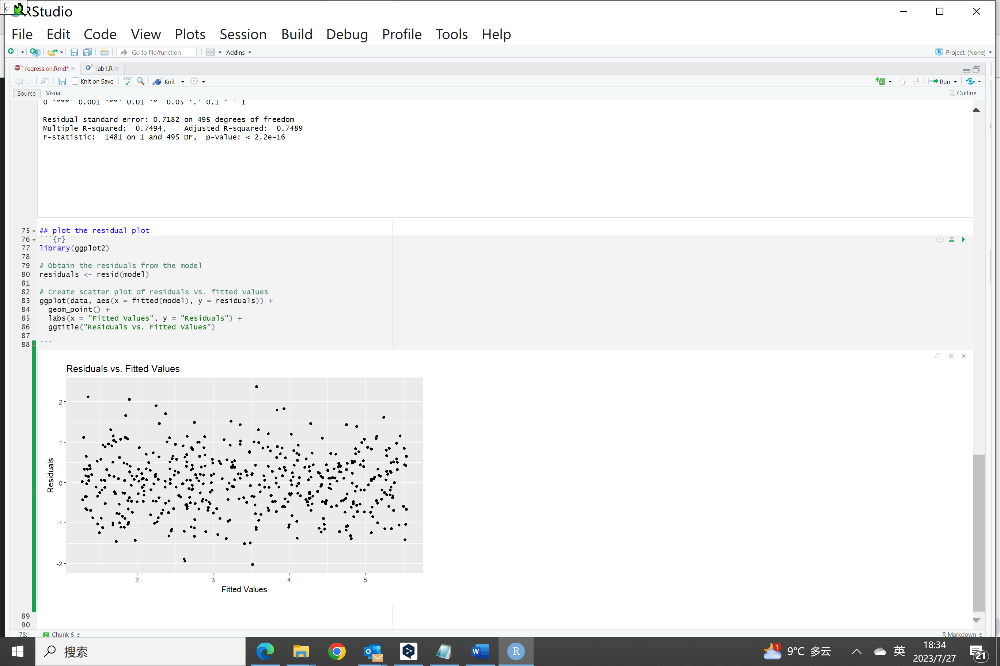 c
RStudio
File Edit Code View Plots Session Build Debug Profile Tools Help
Go to file/function Addins Project: (None)
regression.Rmd* lab1.R
Knit on Save ABC Knit Run
Source Visual Outline
0 '***' 0.001 '**' 0.01 '*' 0.05 '.' 0.1 ' ' 1
Residual standard error: 0.7182 on 495 degrees of freedom
Multiple R-squared:  0.7494,    Adjusted R-squared:  0.7489
F-statistic:  1481 on 1 and 495 DF,  p-value: < 2.2e-16
75 ## plot the residual plot
76 ```{r}
77 library(ggplot2)
78
79 # Obtain the residuals from the model
80 residuals <- resid(model)
81
82 # Create scatter plot of residuals vs. fitted values
83 ggplot(data, aes(x = fitted(model), y = residuals)) +
84   geom_point() +
85   labs(x = "Fitted Values", y = "Residuals") +
86   ggtitle("Residuals vs. Fitted Values")
87
88 ```
Residuals vs. Fitted Values
Residuals
2
1
0
-1
-2
2 3 4 5
Fitted Values
89
90
78:1 C Chunk 6 R Markdown
搜索
1 9°C 多云 英 18:34
2023/7/27 21